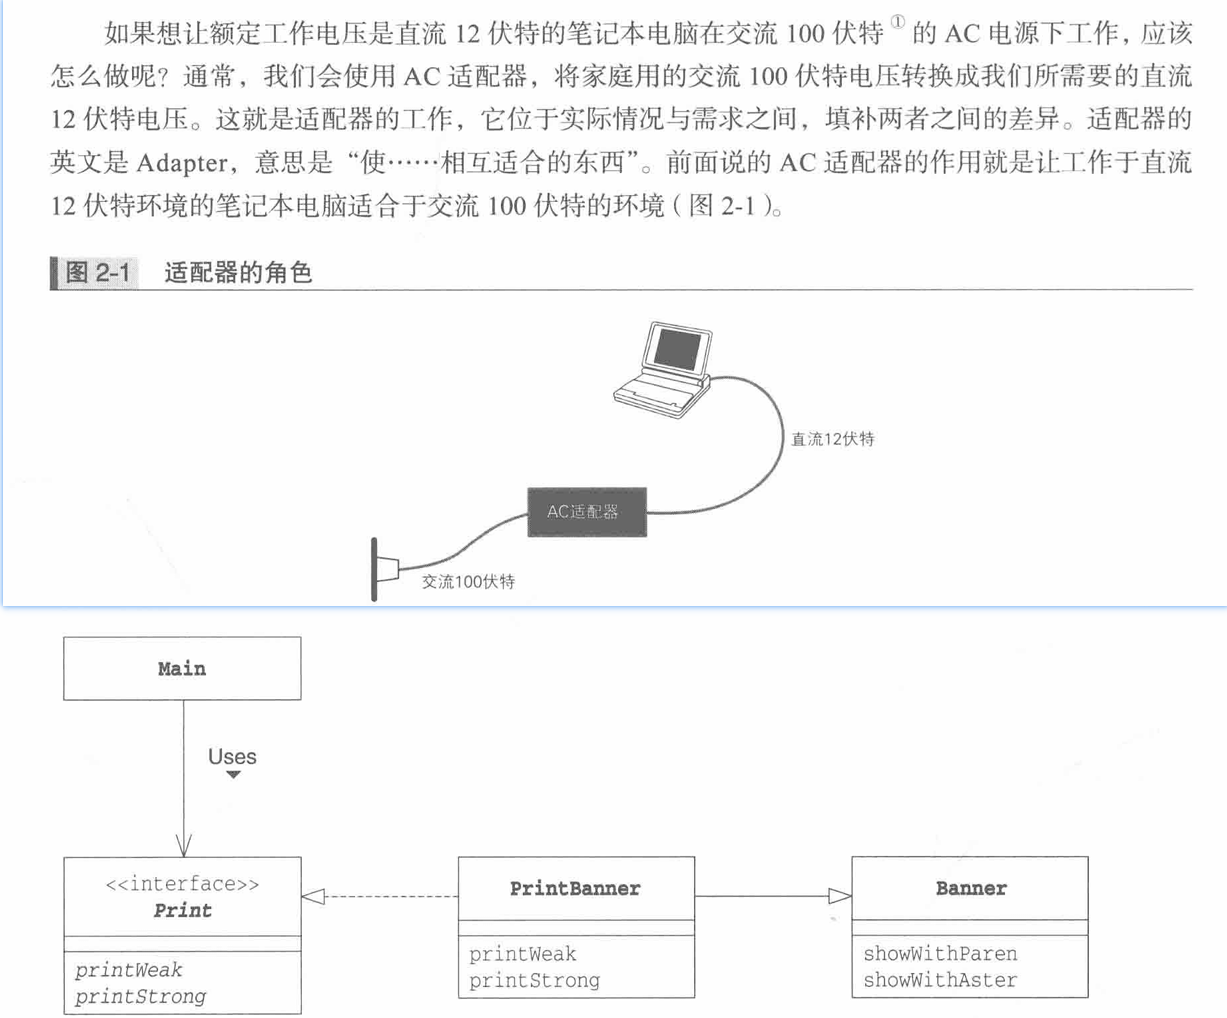 如果想让额定工作电压是直流 12 伏特的笔记本电脑在交流 100 伏特①的 AC 电源下工作，应该
怎么做呢？通常，我们会使用 AC 适配器，将家庭用的交流 100 伏特电压转换成我们所需要的直流
12 伏特电压。这就是适配器的工作，它位于实际情况与需求之间，填补两者之间的差异。适配器的
英文是 Adapter，意思是“使……相互适合的东西”。前面说的 AC 适配器的作用就是让工作于直流
12 伏特环境的笔记本电脑适合于交流 100 伏特的环境（图 2-1）。
图 2-1 适配器的角色
直流12伏特
AC适配器
交流100伏特
Main
Uses
<<interface>>
Print
printWeak
printStrong
PrintBanner
printWeak
printStrong
Banner
showWithParen
showWithAster